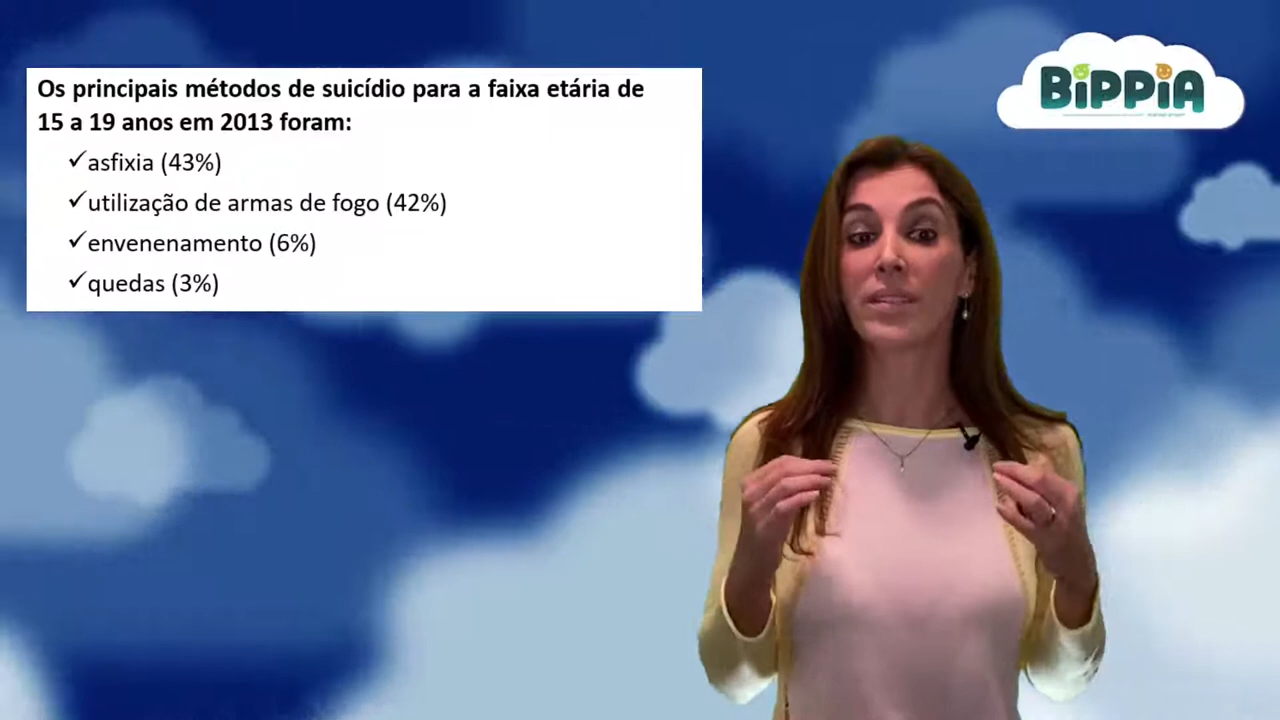 Os principais métodos de suicídio para a faixa etária de
15 a 19 anos em 2013 foram:
✓asfixia (43%)
✓utilização de armas de fogo (42%)
✓envenenamento (6%)
✓quedas (3%)
BiPPiA